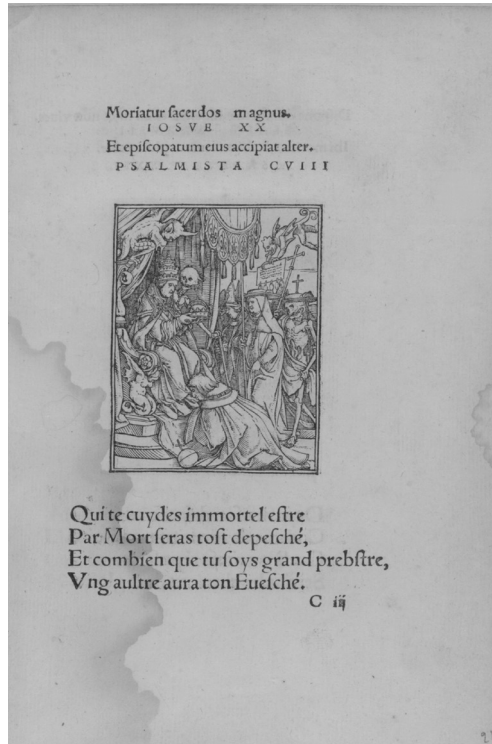 Moriatur ſacerdos magnus.
IOSVE XX
Et epiſcopatum eius accipiat alter.
PSALMISTA CVIII
Qui te cuydes immortel eſtre
Par Mort ſeras toſt depeſché,
Et combien que tu ſoys grand prebſtre,
Vng aultre aura ton Eueſché.
C iij